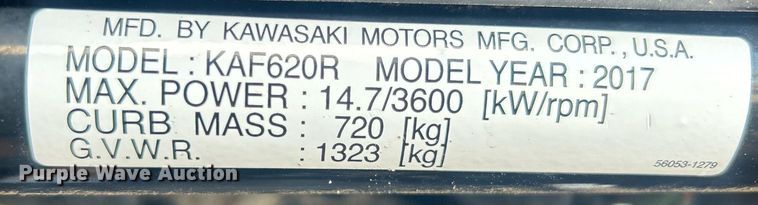 MFD. BY KAWASAKI MOTORS MFG. CORP., U.S.A.
MODEL : KAF620R MODEL YEAR : 2017
MAX. POWER : 14.7/3600 [kW/rpm]
CURB MASS : 720 [kg]
G.V.W.R. : 1323 [kg]
56053-1279
Purple Wave Auction